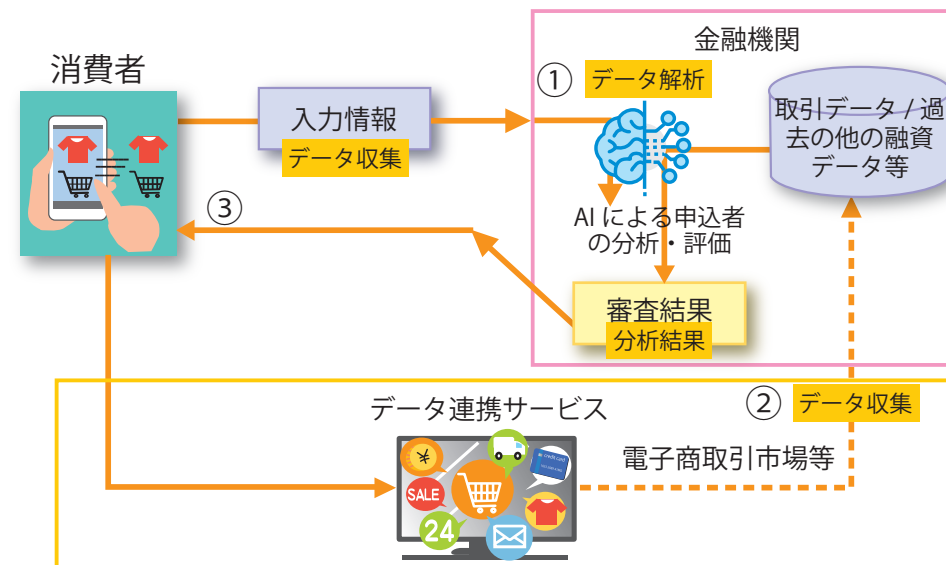 金融機関
消費者
① データ解析
入力情報
データ収集
取引データ / 過
去の他の融資
データ等
③
AI による申込者
の分析・評価
審査結果
分析結果
② データ収集
データ連携サービス
電子商取引市場等
¥
credit card
SALE
24